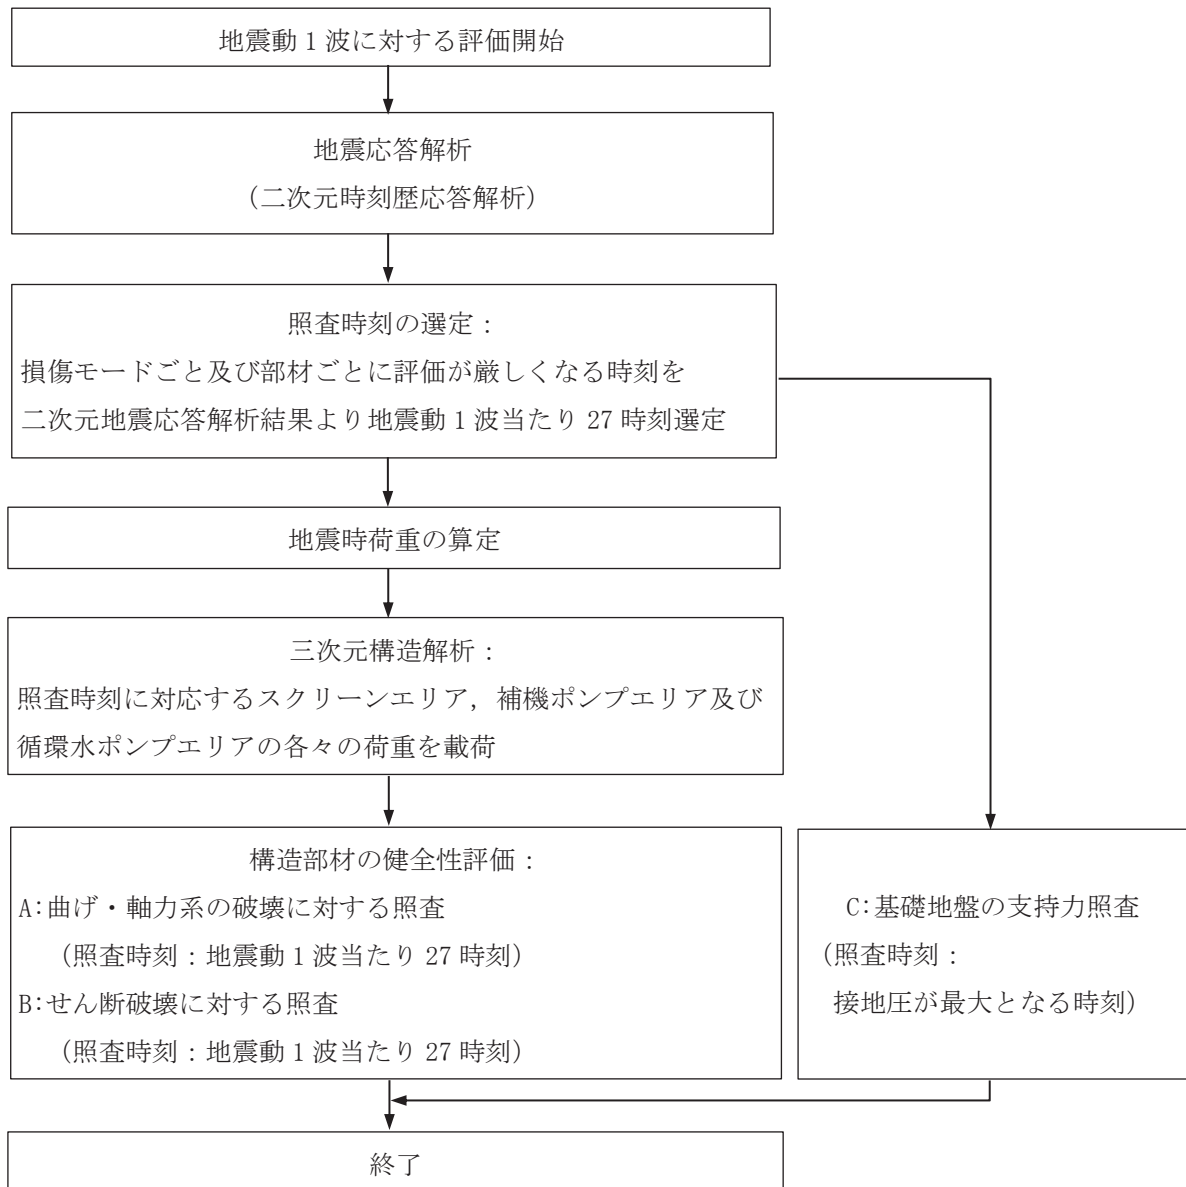 地震動 1 波に対する評価開始
地震応答解析
（二次元時刻歴応答解析）
照査時刻の選定：
損傷モードごと及び部材ごとに評価が厳しくなる時刻を
二次元地震応答解析結果より地震動 1 波当たり 27 時刻選定
地震時荷重の算定
三次元構造解析：
照査時刻に対応するスクリーンエリア，補機ポンプエリア及び
循環水ポンプエリアの各々の荷重を載荷
構造部材の健全性評価：
A:曲げ・軸力系の破壊に対する照査
（照査時刻：地震動 1 波当たり 27 時刻）
B:せん断破壊に対する照査
（照査時刻：地震動 1 波当たり 27 時刻）
C:基礎地盤の支持力照査
（照査時刻：
接地圧が最大となる時刻）
終了